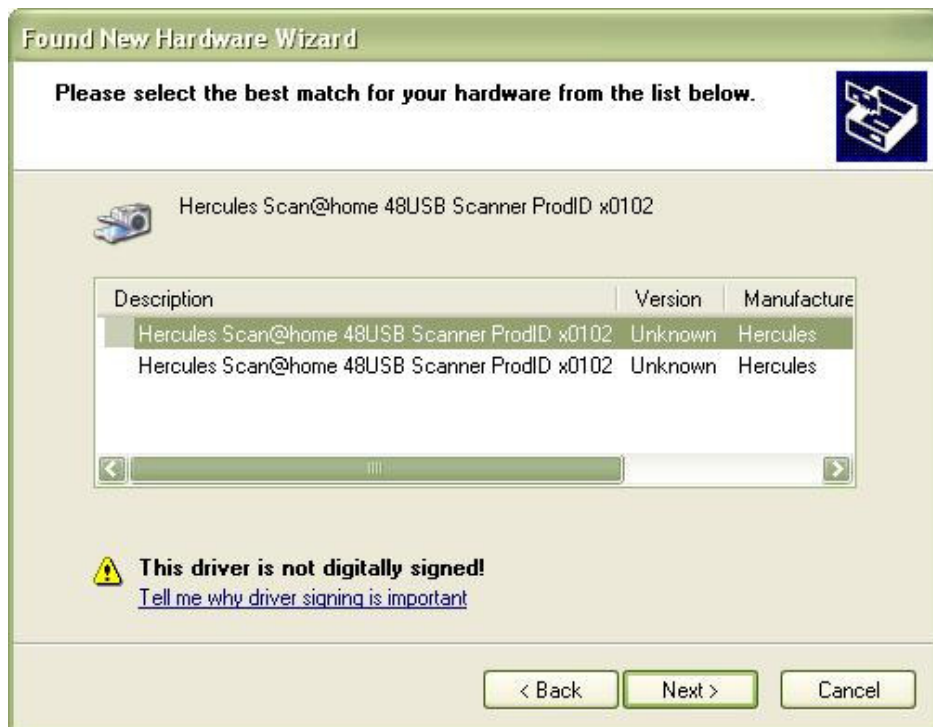 Found New Hardware Wizard
Please select the best match for your hardware from the list below.
Hercules Scan@home 48USB Scanner ProdID x0102
Description Version Manufacture
Hercules Scan@home 48USB Scanner ProdID x0102 Unknown Hercules
Hercules Scan@home 48USB Scanner ProdID x0102 Unknown Hercules
This driver is not digitally signed!
Tell me why driver signing is important
< Back Next > Cancel